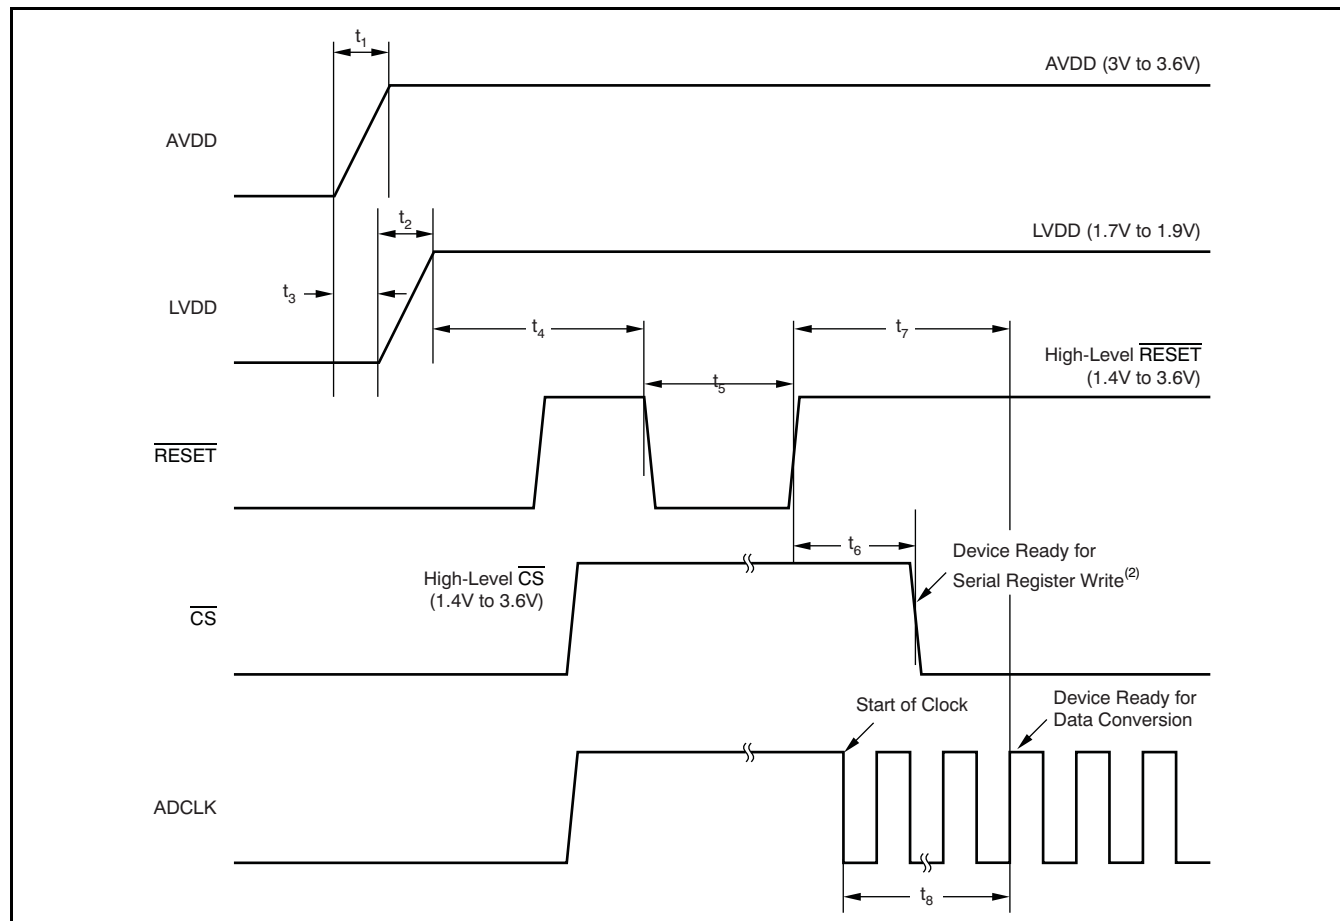 t1
AVDD (3V to 3.6V)
AVDD
t2
LVDD (1.7V to 1.9V)
t3
LVDD
t4
t7
High-Level RESET
(1.4V to 3.6V)
t5
RESET
t6
Device Ready for
Serial Register Write(2)
High-Level CS
(1.4V to 3.6V)
CS
Start of Clock
Device Ready for
Data Conversion
ADCLK
t8